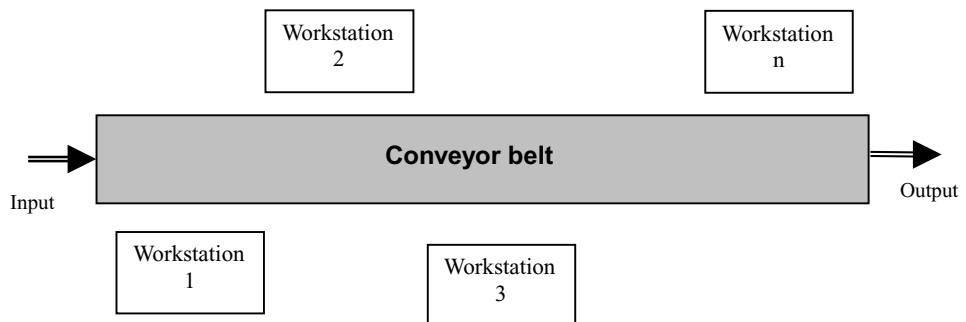 Workstation
2
Workstation
n
Conveyor belt
Input
Output
Workstation
1
Workstation
3